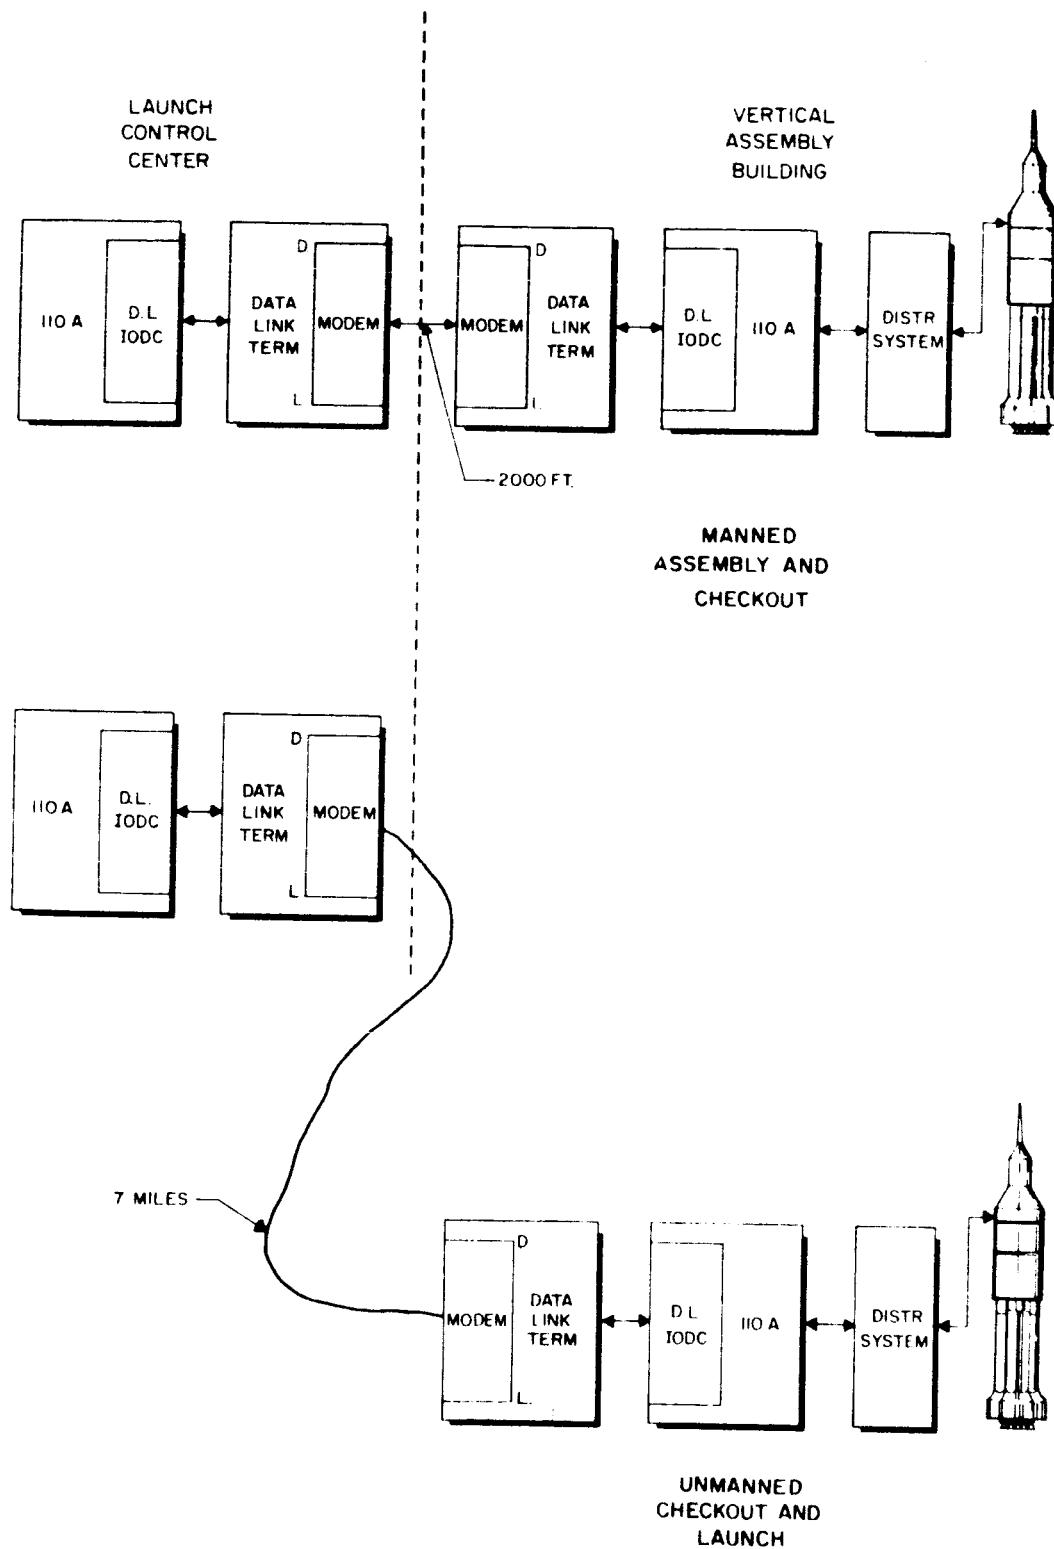 LAUNCH
CONTROL
CENTER
VERTICAL
ASSEMBLY
BUILDING
110 A
D.L
IODC
DATA
LINK
TERM
D
MODEM
L
MODEM
D
L
DATA
LINK
TERM
D.L
IODC
110 A
DISTR
SYSTEM
2000 FT.
MANNED
ASSEMBLY AND
CHECKOUT
110 A
D.L.
IODC
DATA
LINK
TERM
D
MODEM
L
7 MILES
MODEM
D
L
DATA
LINK
TERM
D L
IODC
110 A
DISTR
SYSTEM
UNMANNED
CHECKOUT AND
LAUNCH